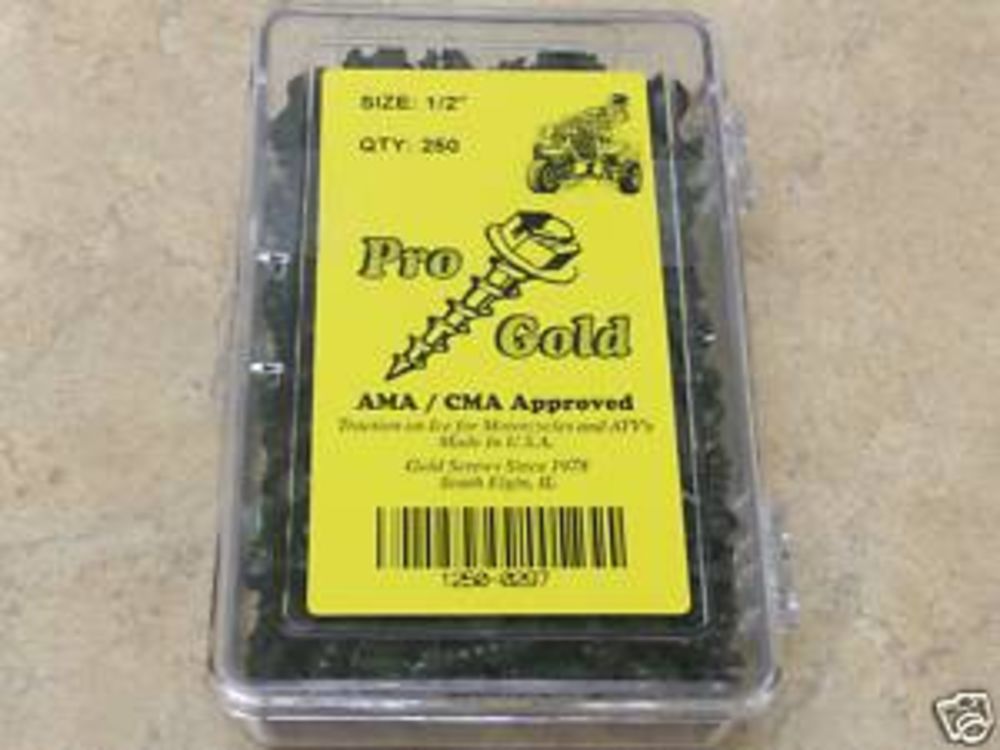 SIZE: 1/2"
QTY: 250
Pro
Gold
AMA / CMA Approved
Traction on Ice for Motorcycles and ATV's
Made in U.S.A.
Gold Screws Since 1978
South Elgin, IL
1250-0207